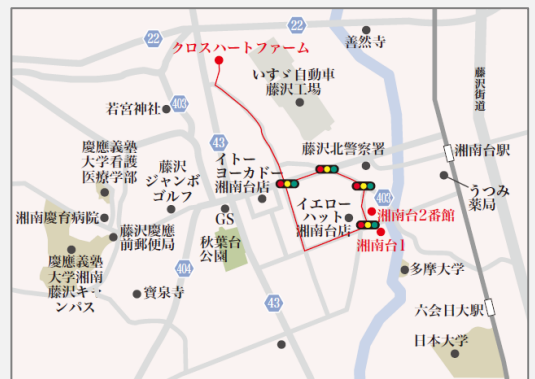 22
22
クロスハートファーム
善然寺
いすゞ自動車
藤沢工場
藤沢街道
若宮神社
403
43
慶應義塾
大学看護
医療学部
藤沢
ジャンボ
ゴルフ
イトー
ヨーカドー
湘南台店
藤沢北警察署
湘南台駅
うつみ
薬局
403
イエロー
ハット
湘南台店
湘南台2番館
湘南台1
湘南慶育病院
藤沢慶應
前郵便局
GS
秋葉台
公園
慶應義塾
大学湘南
藤沢キャ
ンパス
404
寶泉寺
43
多摩大学
六会日大駅
日本大学